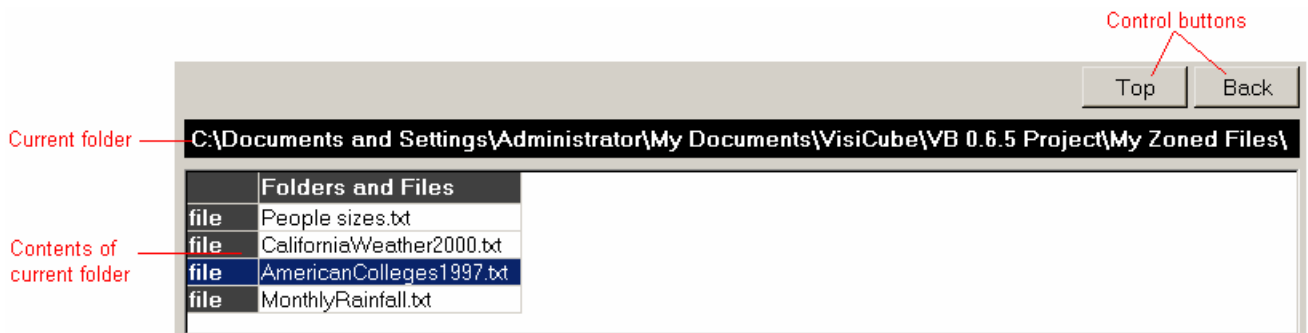 Control buttons
Top Back
Current folder
C:\Documents and Settings\Administrator\My Documents\VisiCube\VB 0.6.5 Project\My Zoned Files\
Folders and Files
file People sizes.txt
file CaliforniaWeather2000.txt
Contents of
current folder
file AmericanColleges1997.txt
file MonthlyRainfall.txt